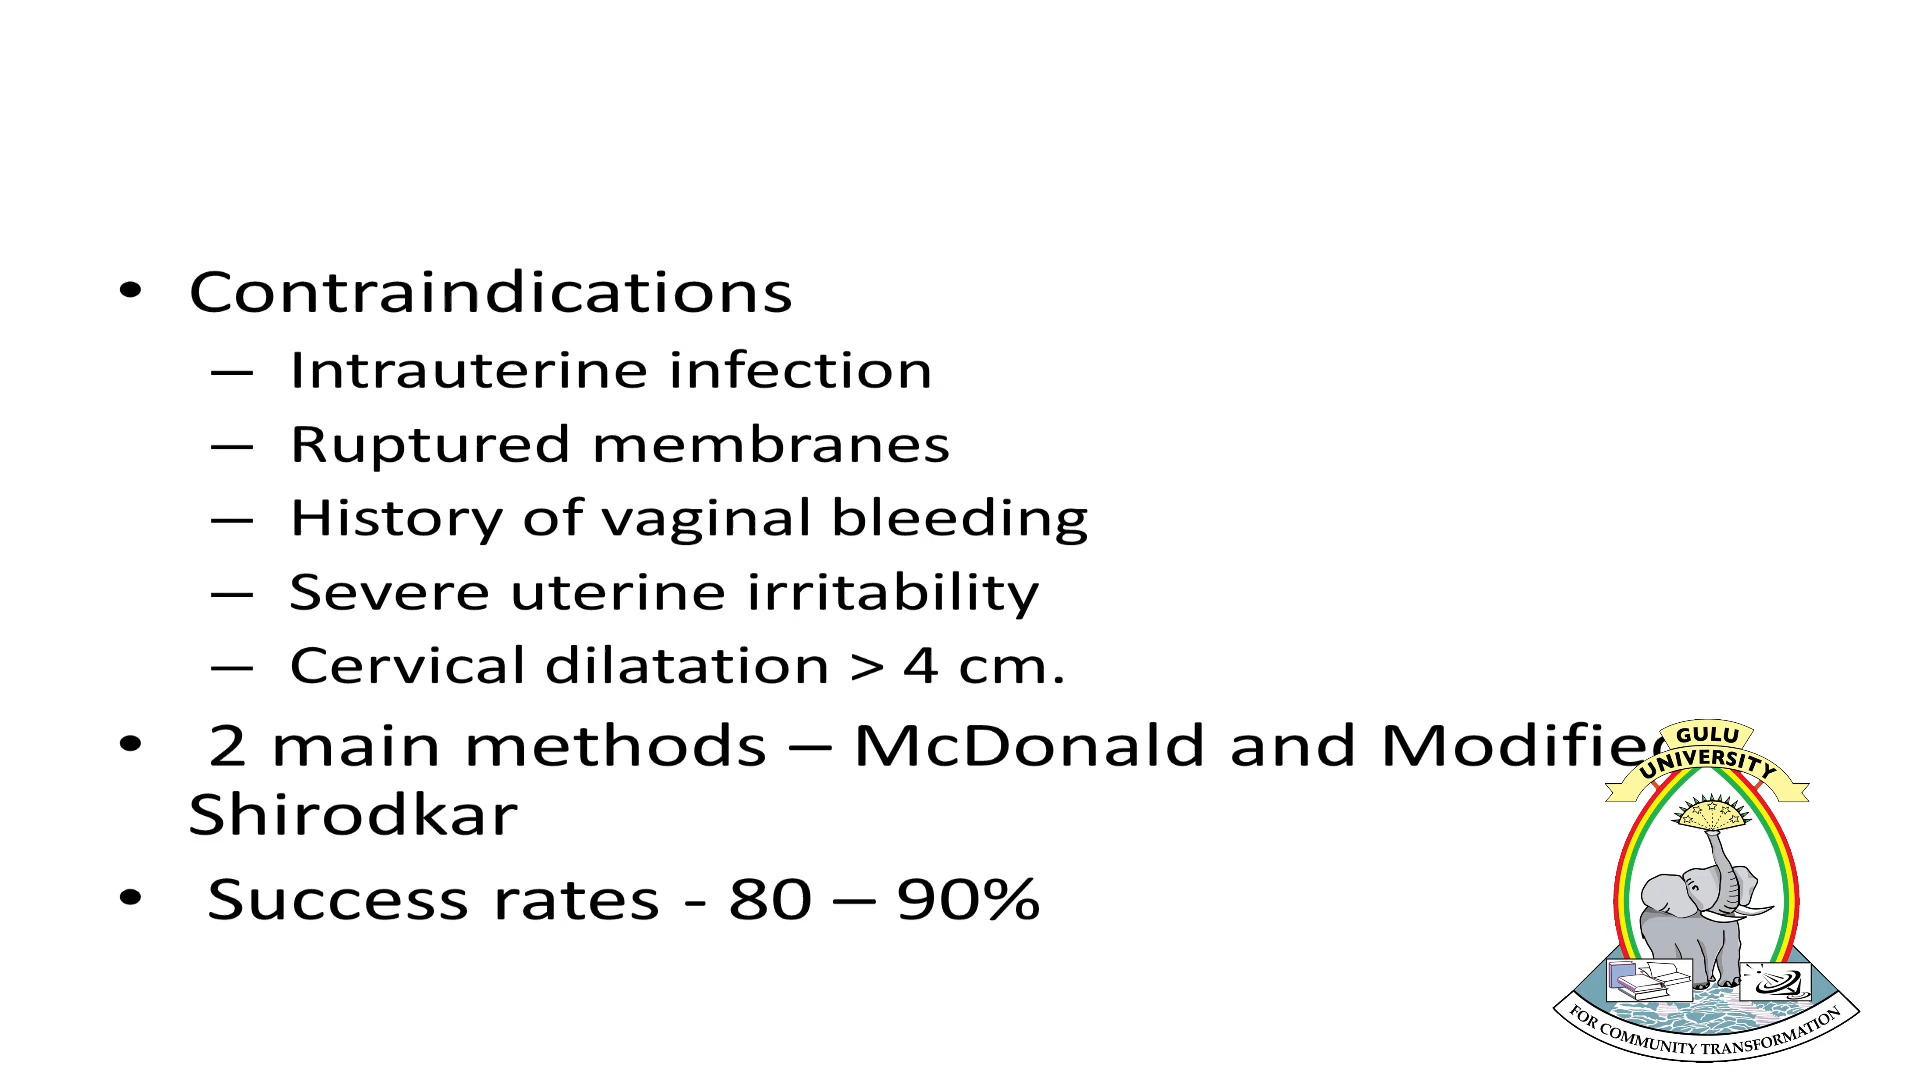 • Contraindications
– Intrauterine infection
– Ruptured membranes
– History of vaginal bleeding
– Severe uterine irritability
– Cervical dilatation > 4 cm.
• 2 main methods – McDonald and Modified
Shirodkar
• Success rates - 80 – 90%
GULU
UNIVERSITY
FOR COMMUNITY TRANSFORMATION